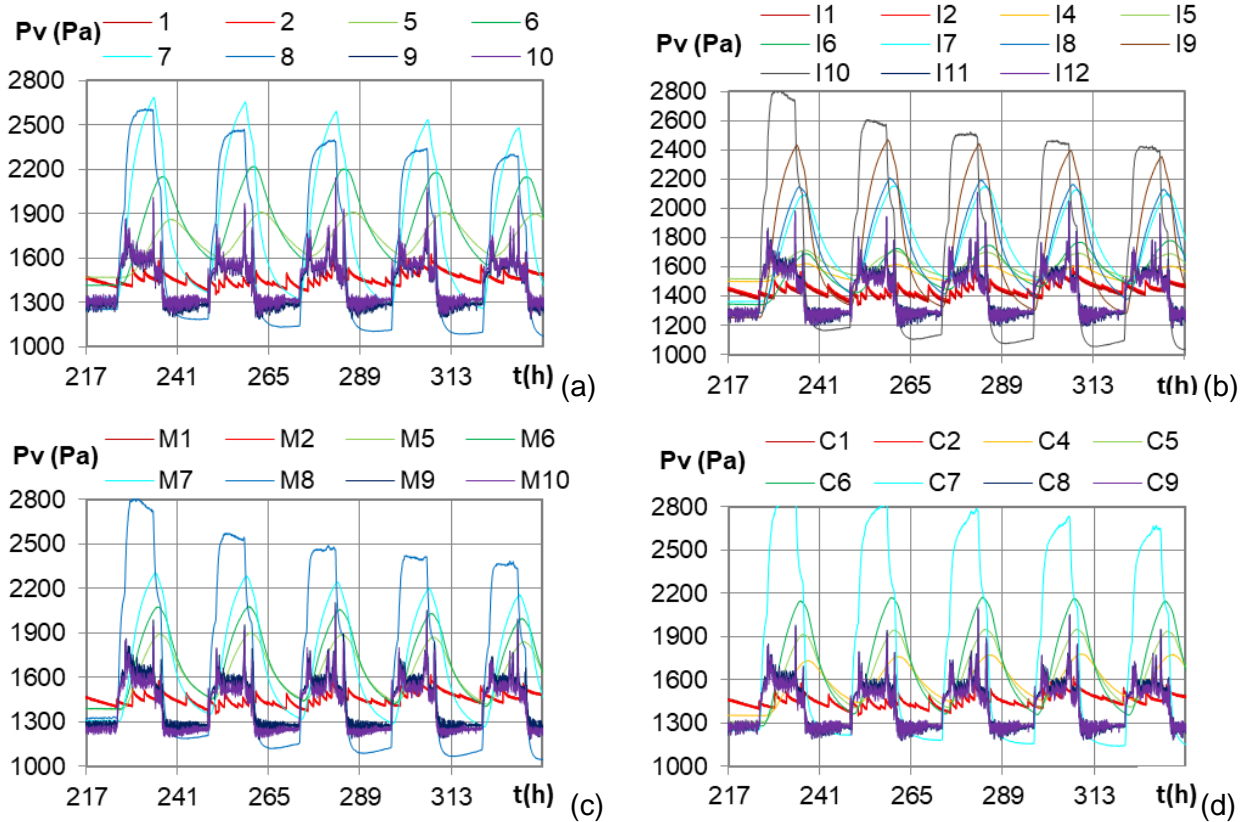 1 2 5 6
Pv (Pa)
7 8 9 10
2800
2500
2200
1900
1600
1300
1000
217 241 265 289 313 t(h) (a)
I1 I2 I4 I5
Pv (Pa)
I6 I7 I8 I9
I10 I11 I12
2800
2600
2400
2200
2000
1800
1600
1400
1200
1000
217 241 265 289 313 t(h) (b)
M1 M2 M5 M6
Pv (Pa)
M7 M8 M9 M10
2800
2500
2200
1900
1600
1300
1000
217 241 265 289 313 t(h) (c)
C1 C2 C4 C5
Pv (Pa)
C6 C7 C8 C9
2800
2500
2200
1900
1600
1300
1000
217 241 265 289 313 t(h) (d)